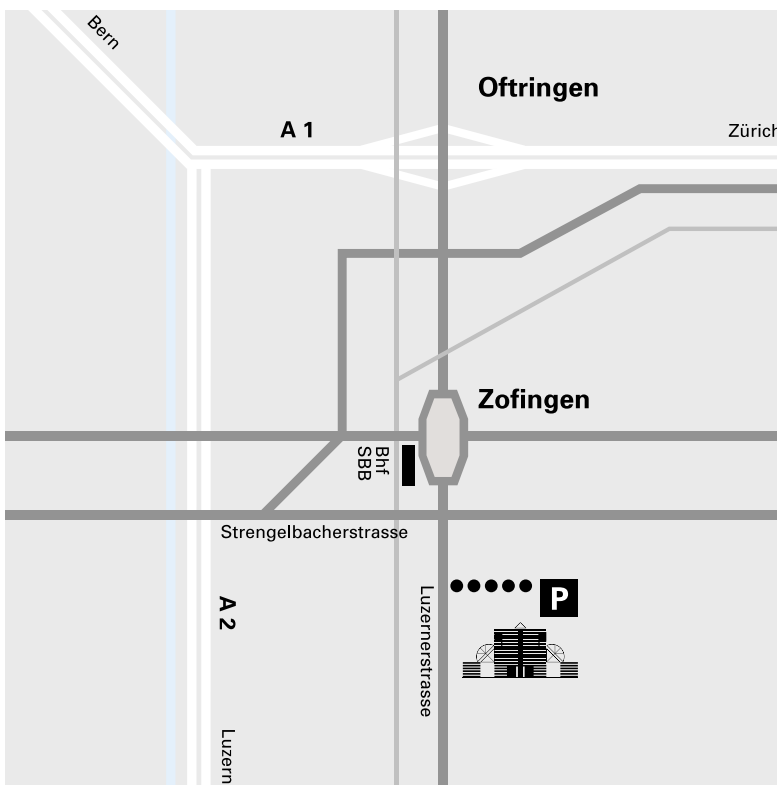 Bern
Oftringen
A 1
Zürich
Zofingen
Bhf
SBB
Strengelbacherstrasse
A 2
Luzernerstrasse
P
Luzern